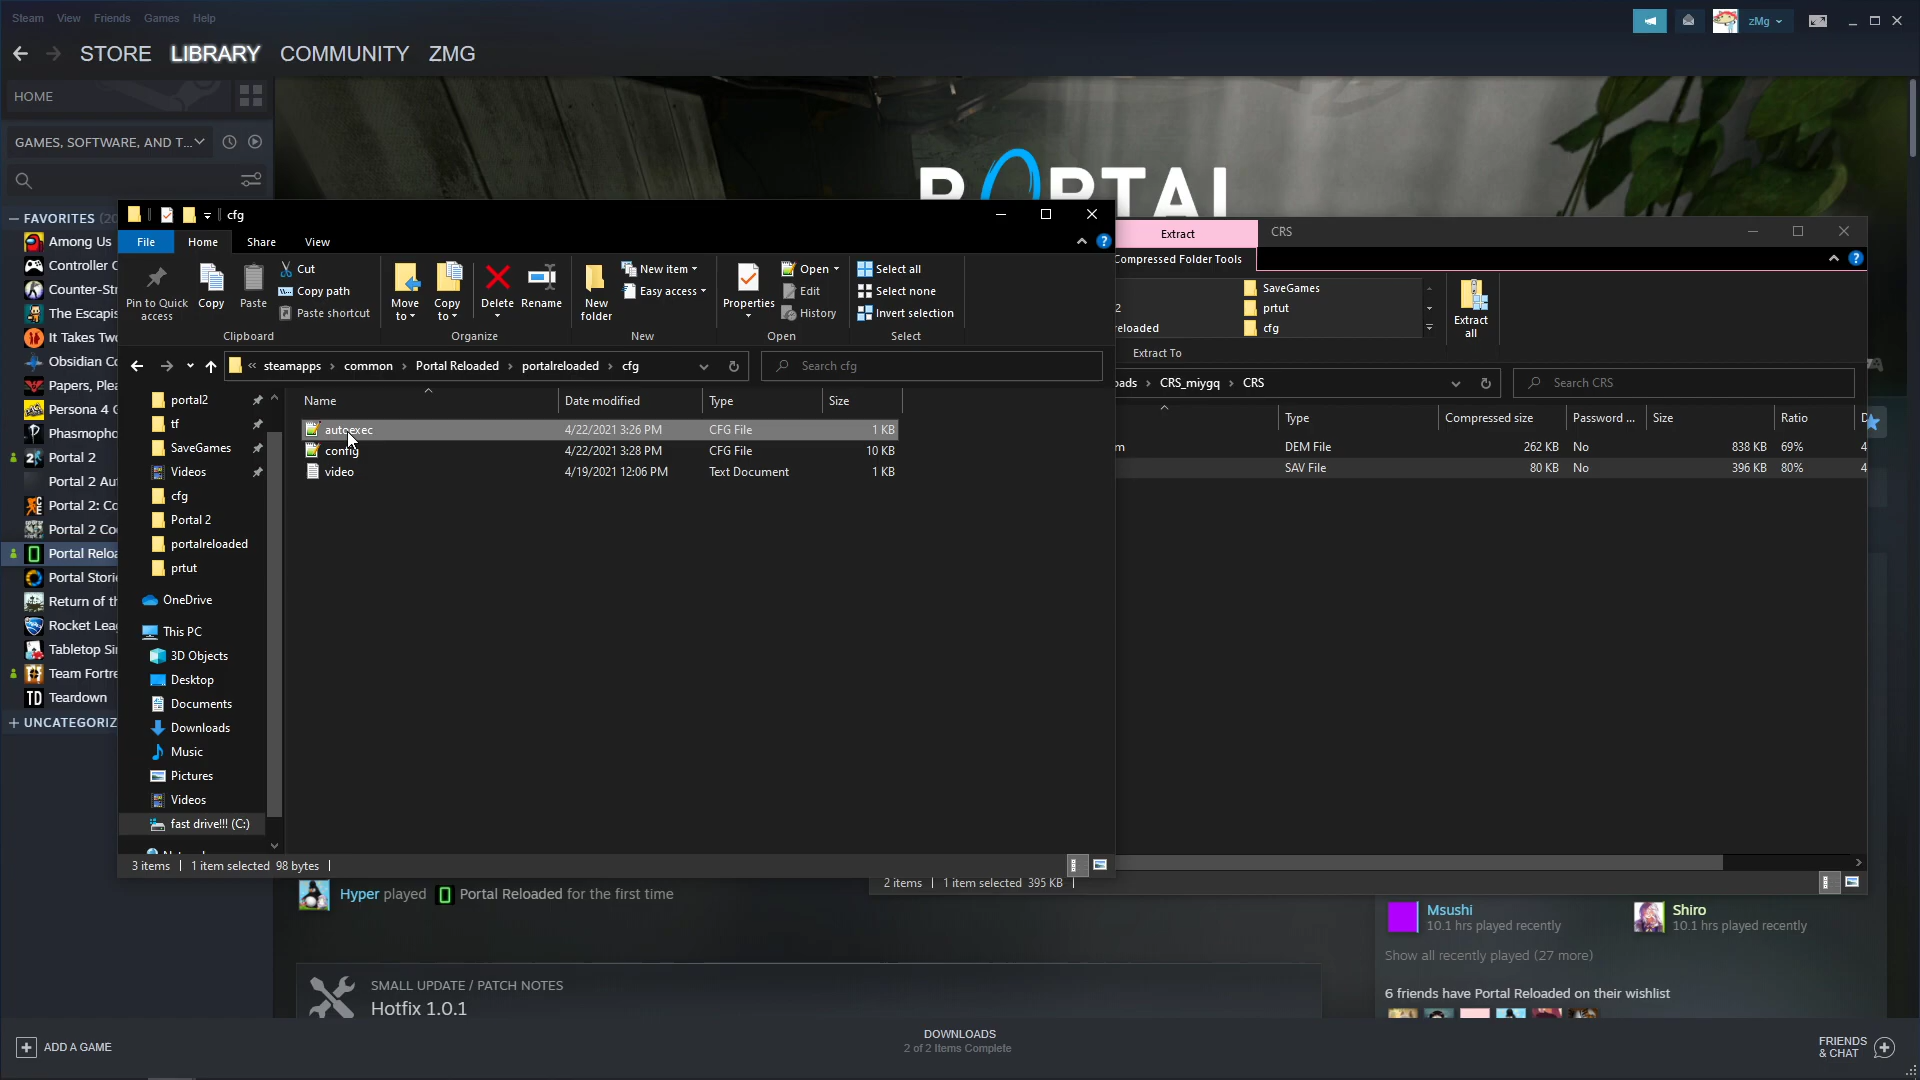 Steam View Friends Games Help
zMg
STORE LIBRARY COMMUNITY ZMG
HOME
GAMES, SOFTWARE, AND T...
FAVORITES
Among Us
Controller
Counter-Str
The Escapis
It Takes Two
Obsidian Co
Papers, Plea
Persona 4
Phasmopho
Portal 2
Portal 2 Au
Portal 2: Co
Portal 2 Co
Portal Reloa
Portal Storie
Return of th
Rocket Leag
Tabletop Si
Team Fortre
TD Teardown
UNCATEGORIZ
PORTAL
cfg
File Home Share View
Pin to Quick access
Copy
Paste
Cut
Copy path
Paste shortcut
Clipboard
Move to
Copy to
Delete
Rename
Organize
New folder
New item
Easy access
New
Properties
Open
Edit
History
Open
Select all
Select none
Invert selection
Select
« steamapps › common › Portal Reloaded › portalreloaded › cfg
Search cfg
portal2
tf
SaveGames
Videos
cfg
Portal 2
portalreloaded
prtut
OneDrive
This PC
3D Objects
Desktop
Documents
Downloads
Music
Pictures
Videos
fast drive!!! (C:)
Name Date modified Type Size
autoexec 4/22/2021 3:26 PM CFG File 1 KB
config 4/22/2021 3:28 PM CFG File 10 KB
video 4/19/2021 12:06 PM Text Document 1 KB
3 items 1 item selected 98 bytes
Extract CRS
Compressed Folder Tools
2
eloaded
SaveGames
prtut
cfg
Extract all
Extract To
ads › CRS_miygq › CRS
Search CRS
Type Compressed size Password ... Size Ratio D
m DEM File 262 KB No 838 KB 69% 4
SAV File 80 KB No 396 KB 80% 4
2 items 1 item selected 395 KB
Hyper played Portal Reloaded for the first time
SMALL UPDATE / PATCH NOTES
Hotfix 1.0.1
Msushi
10.1 hrs played recently
Shiro
10.1 hrs played recently
Show all recently played (27 more)
6 friends have Portal Reloaded on their wishlist
ADD A GAME
DOWNLOADS
2 of 2 Items Complete
FRIENDS
& CHAT